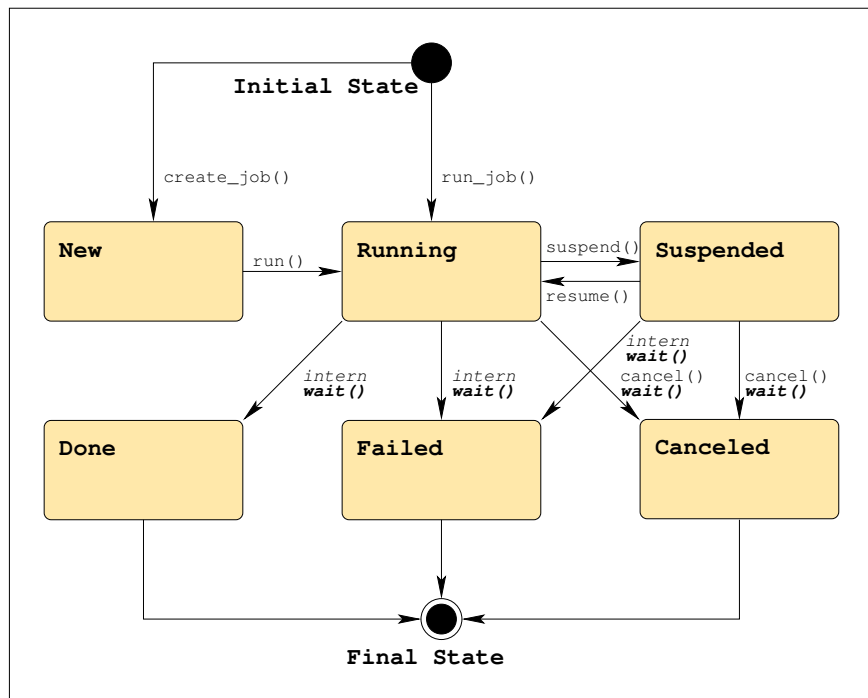 Initial State
create_job()
run_job()
New
run()
Running
suspend()
resume()
Suspended
intern
wait()
intern
wait()
intern
wait()
cancel()
wait()
cancel()
wait()
Done
Failed
Canceled
Final State